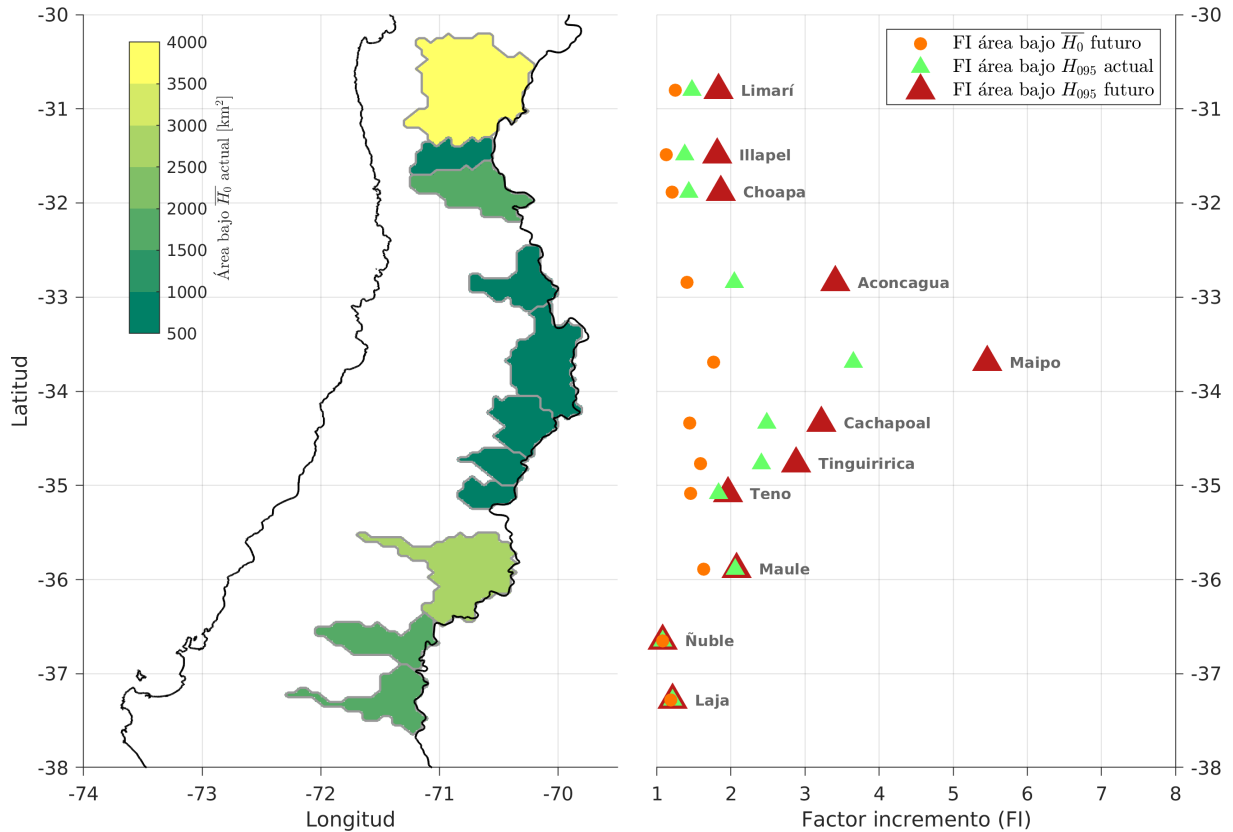 -30
-31
-32
-33
-34
-35
-36
-37
-38
Latitud
-74
-73
-72
-71
-70
Longitud
4000
3500
3000
2500
2000
1500
1000
500
Área bajo H̅₀ actual [km²]
FI área bajo H̅₀ futuro
FI área bajo H₀₉₅ actual
FI área bajo H₀₉₅ futuro
Limarí
Illapel
Choapa
Aconcagua
Maipo
Cachapoal
Tinguiririca
Teno
Maule
Ñuble
Laja
-30
-31
-32
-33
-34
-35
-36
-37
-38
1
2
3
4
5
6
7
8
Factor incremento (FI)